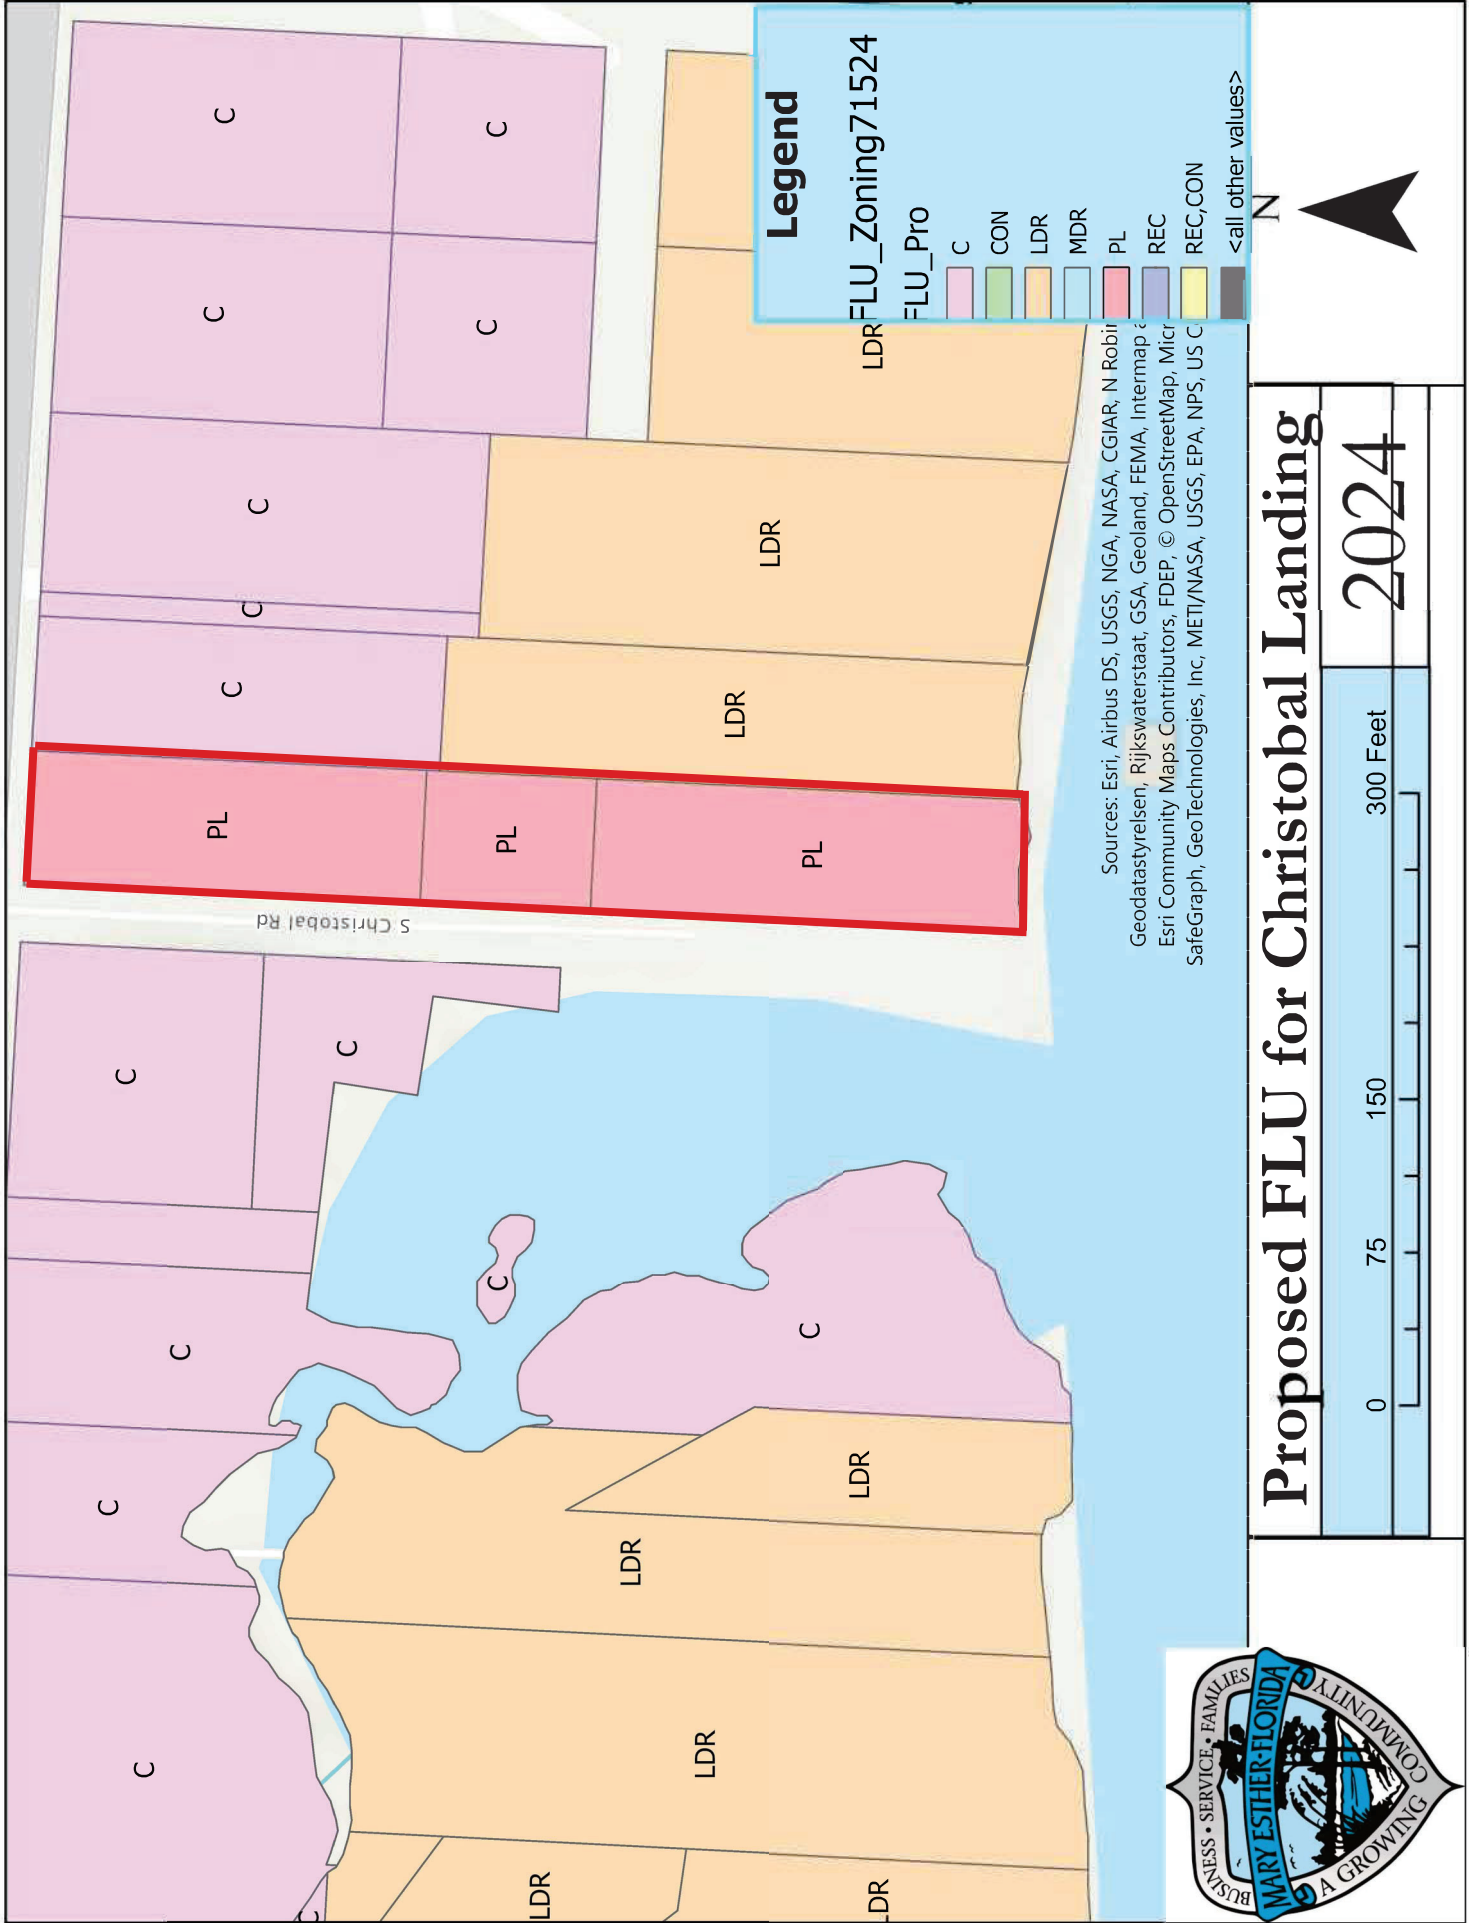 C
C
C
C
C
C
C
LDR
LDR
LDR
PL
PL
PL
S Christobal Rd
C
C
C
C
C
C
C
C
LDR
LDR
LDR
LDR
LDR
Legend
FLU_Zoning71524
FLU_Pro
C
CON
LDR
MDR
PL
REC
REC,CON
<all other values>
Sources: Esri, Airbus DS, USGS, NGA, NASA, CGIAR, N Robin
Geodatastyrelsen, Rijkswaterstaat, GSA, Geoland, FEMA, Intermap a
Esri Community Maps Contributors, FDEP, © OpenStreetMap, Micr
SafeGraph, GeoTechnologies, Inc, METI/NASA, USGS, EPA, NPS, US C
N
Proposed FLU for Christobal Landing
2024
0 75 150 300 Feet
BUSINESS • SERVICE • FAMILIES
MARY ESTHER•FLORIDA
A GROWING COMMUNITY